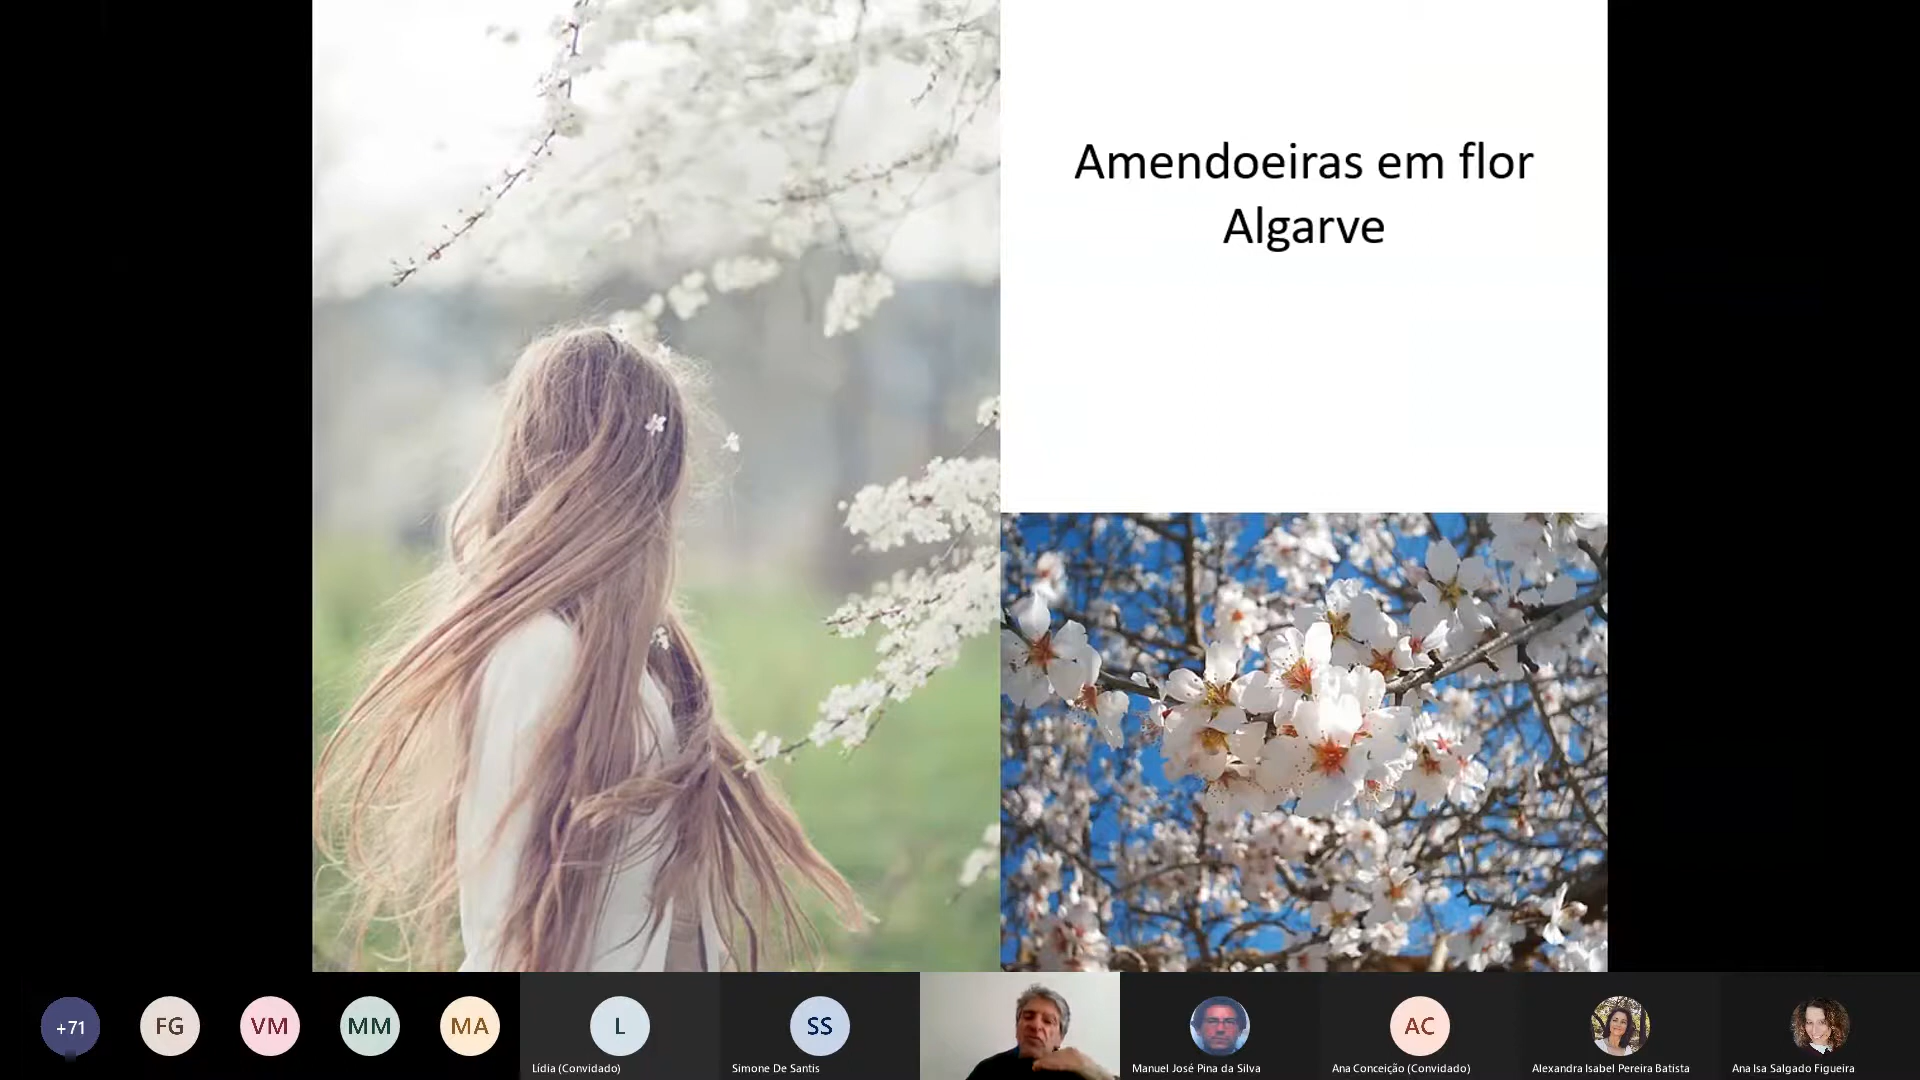 Amendoeiras em flor
Algarve
+71
FG
VM
MM
MA
L
SS
AC
Lídia (Convidado)
Simone De Santis
Manuel José Pina da Silva
Ana Conceição (Convidado)
Alexandra Isabel Pereira Batista
Ana Isa Salgado Figueira